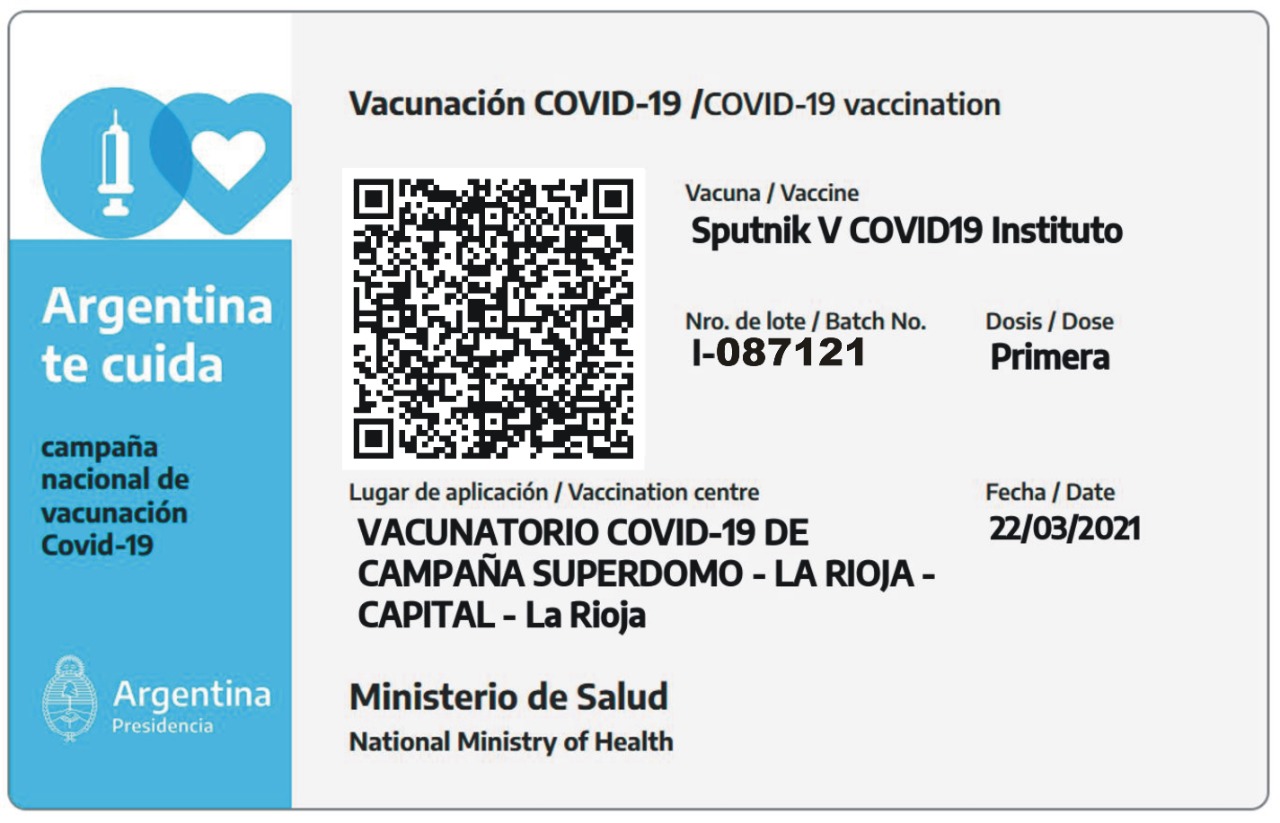 Vacunación COVID-19 /COVID-19 vaccination
Argentina
te cuida
campaña
nacional de
vacunación
Covid-19
Argentina
Presidencia
Vacuna / Vaccine
Sputnik V COVID19 Instituto
Nro. de lote / Batch No.
I-087121
Dosis / Dose
Primera
Lugar de aplicación / Vaccination centre
VACUNATORIO COVID-19 DE
CAMPAÑA SUPERDOMO - LA RIOJA -
CAPITAL - La Rioja
Fecha / Date
22/03/2021
Ministerio de Salud
National Ministry of Health